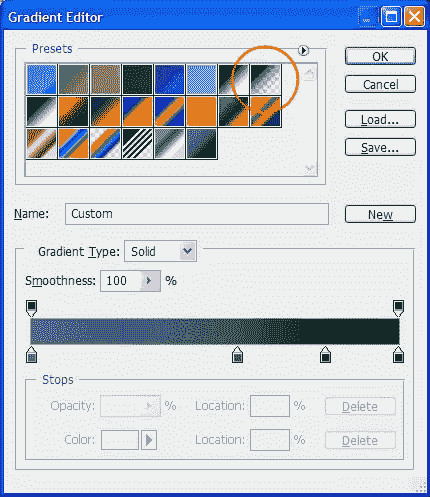 Gradient Editor
Presets
OK
Cancel
Load...
Save...
Name: Custom
New
Gradient Type: Solid
Smoothness: 100 %
Stops
Opacity: % Location: Delete
Color: Location: % Delete